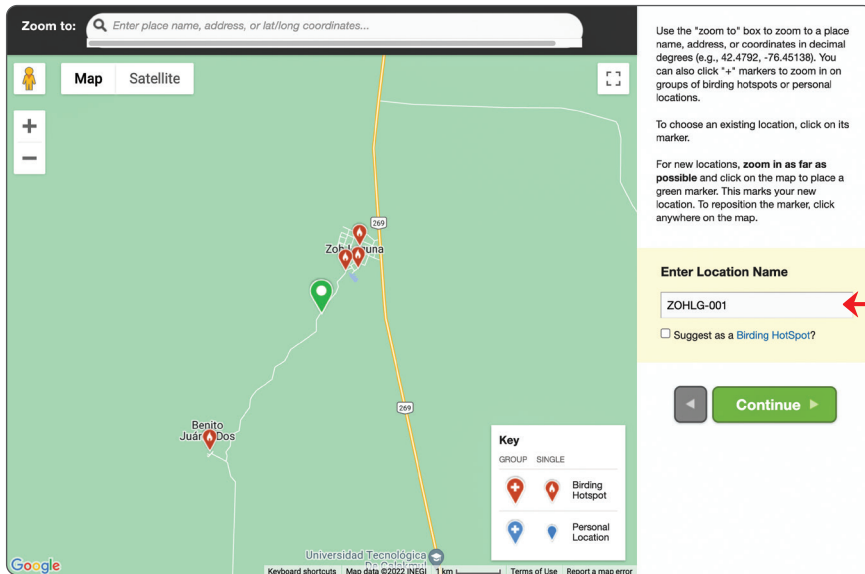 Zoom to:
Enter place name, address, or lat/long coordinates...
Map Satellite
269
Zoh Laguna
269
Benito
Key
GROUP SINGLE
Birding
Hotspot
Personal
Location
Universidad Tecnológica
De Calakmul
Google
Keyboard shortcuts Map data ©2022 INEGI 1 km Terms of Use Report a map error
Use the "zoom to" box to zoom to a place
name, address, or coordinates in decimal
degrees (e.g., 42.4792, -76.45138). You
can also click "+" markers to zoom in on
groups of birding hotspots or personal
locations.
To choose an existing location, click on its
marker.
For new locations, zoom in as far as
possible and click on the map to place a
green marker. This marks your new
location. To reposition the marker, click
anywhere on the map.
Enter Location Name
ZOHLG-001
Suggest as a Birding HotSpot?
Continue